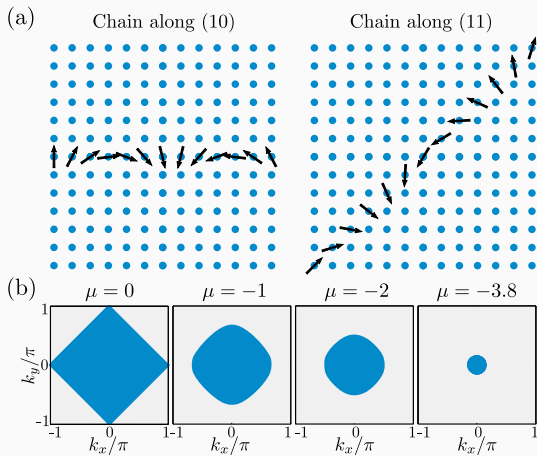 (a) Chain along (10) Chain along (11)
(b) μ = 0 μ = −1 μ = −2 μ = −3.8
1
0
-1
k_y/π
-1 0 1 -1 0 1 -1 0 1 -1 0 1
k_x/π k_x/π k_x/π k_x/π